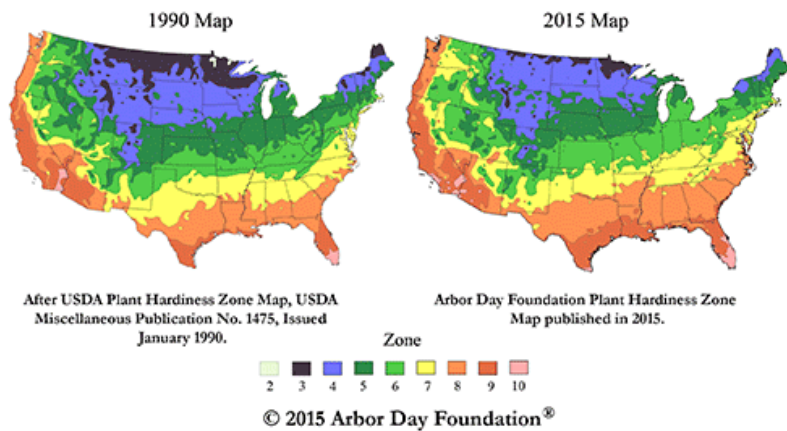 1990 Map
2015 Map
After USDA Plant Hardiness Zone Map, USDA
Miscellaneous Publication No. 1475, Issued
January 1990.
Arbor Day Foundation Plant Hardiness Zone
Map published in 2015.
Zone
2 3 4 5 6 7 8 9 10
© 2015 Arbor Day Foundation®